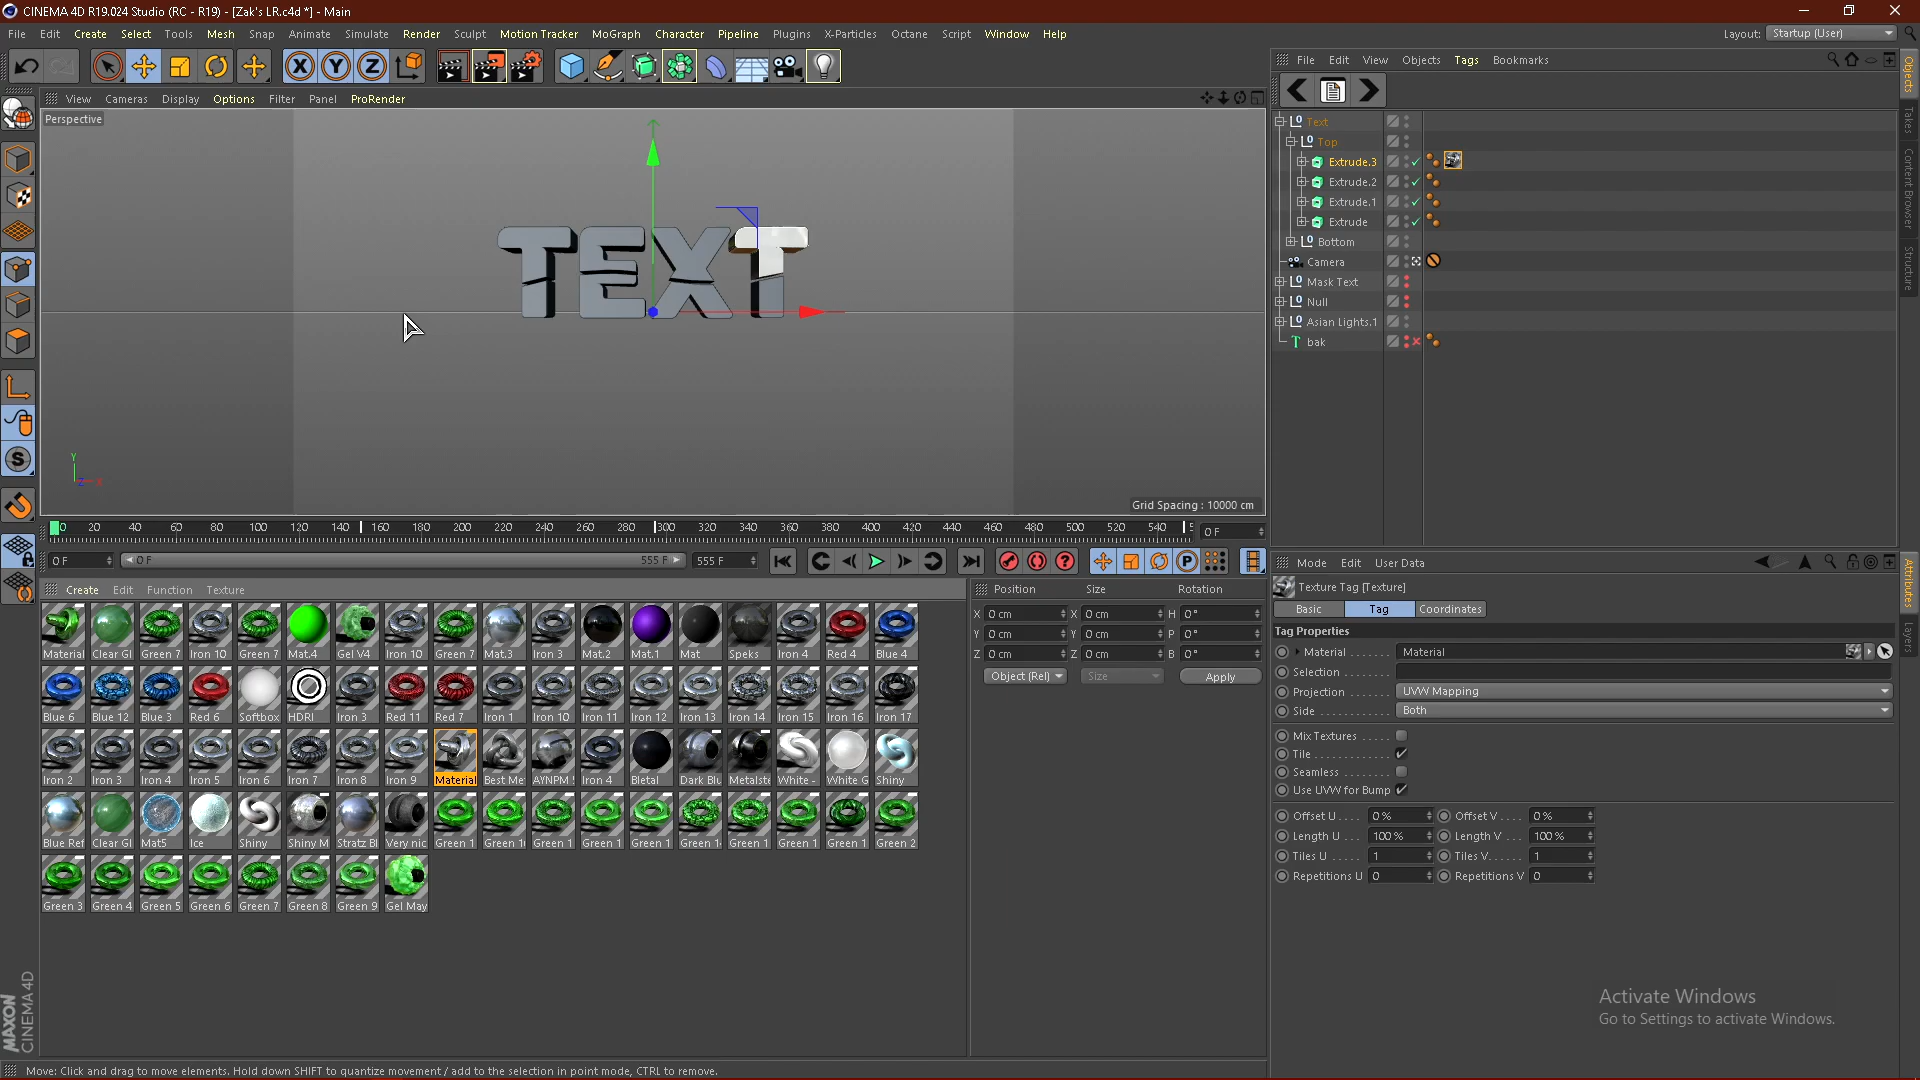 CINEMA 4D R19.024 Studio (RC - R19) - [Zak's LR.c4d *] - Main
File Edit Create Select Tools Mesh Snap Animate Simulate Render Sculpt Motion Tracker MoGraph Character Pipeline Plugins X-Particles Octane Script Window Help
Layout: Startup (User)
View Cameras Display Options Filter Panel ProRender
Perspective
TEXT
Y
Z X
Grid Spacing : 10000 cm
0 20 40 60 80 100 120 140 160 180 200 220 240 260 280 300 320 340 360 380 400 420 440 460 480 500 520 540
0 F
0 F 0 F 555 F 555 F
Create Edit Function Texture
Material Clear Gl Green 7 Iron 10 Green 7 Mat.4 Gel V4 Iron 10 Green 7 Mat.3 Iron 3 Mat.2 Mat.1 Mat Speks Iron 4 Red 4 Blue 4
Blue 6 Blue 12 Blue 3 Red 6 Softbox HDRI Iron 3 Red 11 Red 7 Iron 1 Iron 10 Iron 11 Iron 12 Iron 13 Iron 14 Iron 15 Iron 16 Iron 17
Iron 2 Iron 3 Iron 4 Iron 5 Iron 6 Iron 7 Iron 8 Iron 9 Material Best Me AYNPM Iron 4 Bletal Dark Blu Metalste White - White G Shiny
Blue Ref Clear Gl Mat5 Ice Shiny Shiny M Stratz Bl Very nic Green 1 Green 1 Green 1 Green 1 Green 1 Green 1 Green 1 Green 1 Green 1 Green 2
Green 3 Green 4 Green 5 Green 6 Green 7 Green 8 Green 9 Gel May
Position Size Rotation
X 0 cm X 0 cm H 0°
Y 0 cm Y 0 cm P 0°
Z 0 cm Z 0 cm B 0°
Object (Rel) Size Apply
File Edit View Objects Tags Bookmarks
Text
Top
Extrude.3
Extrude.2
Extrude.1
Extrude
Bottom
Camera
Mask Text
Null
Asian Lights.1
bak
Objects
Takes
Content Browser
Structure
Mode Edit User Data
Texture Tag [Texture]
Basic Tag Coordinates
Tag Properties
Material Material
Selection
Projection UVW Mapping
Side Both
Mix Textures
Tile
Seamless
Use UVW for Bump
Offset U 0 % Offset V 0 %
Length U 100 % Length V 100 %
Tiles U 1 Tiles V 1
Repetitions U 0 Repetitions V 0
Attributes
Layers
Activate Windows
Go to Settings to activate Windows.
MAXON
CINEMA 4D
Move: Click and drag to move elements. Hold down SHIFT to quantize movement / add to the selection in point mode, CTRL to remove.